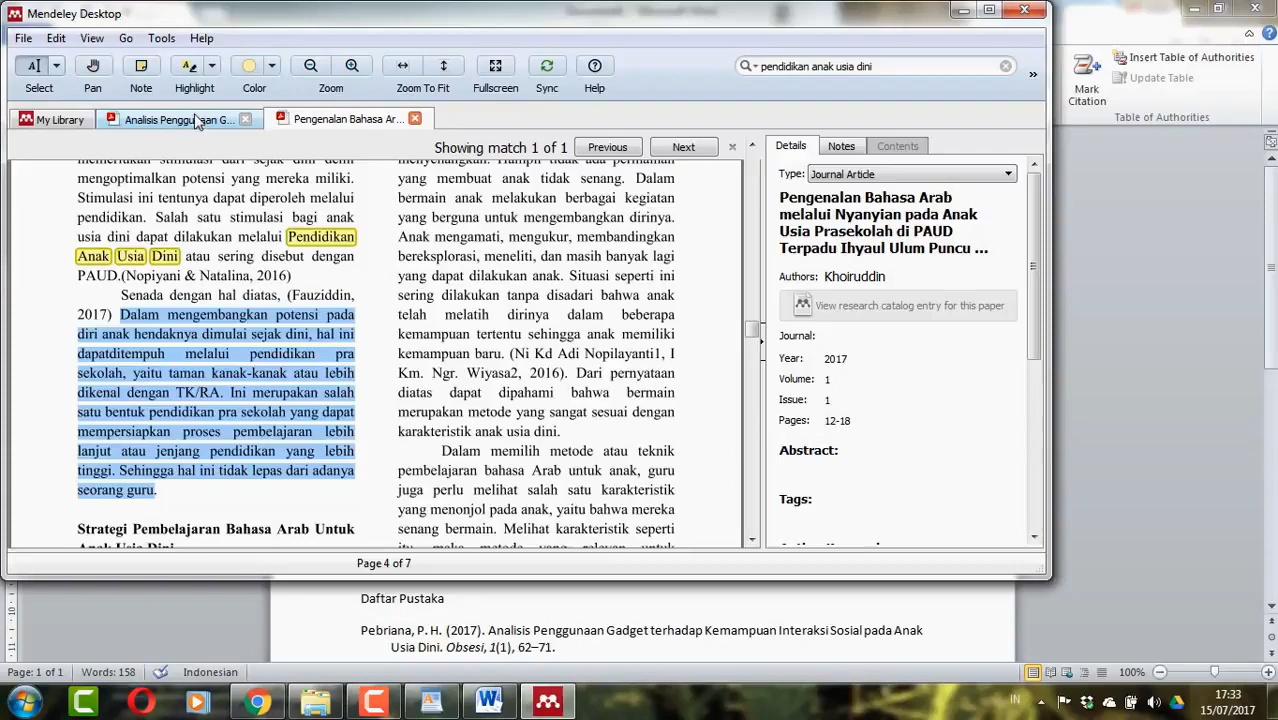 Mendeley Desktop
File Edit View Go Tools Help
Select Pan Note Highlight Color Zoom Zoom To Fit Fullscreen Sync Help
pendidikan anak usia dini
»
My Library
Analisis Penggunaan G...
Pengenalan Bahasa Ar...
Showing match 1 of 1 Previous Next
mengoptimalkan potensi yang mereka miliki.
Stimulasi ini tentunya dapat diperoleh melalui
pendidikan. Salah satu stimulasi bagi anak
usia dini dapat dilakukan melalui Pendidikan
Anak Usia Dini atau sering disebut dengan
PAUD.(Nopiyani & Natalina, 2016)
Senada dengan hal diatas, (Fauziddin,
2017) Dalam mengembangkan potensi pada
diri anak hendaknya dimulai sejak dini, hal ini
dapatditempuh melalui pendidikan pra
sekolah, yaitu taman kanak-kanak atau lebih
dikenal dengan TK/RA. Ini merupakan salah
satu bentuk pendidikan pra sekolah yang dapat
mempersiapkan proses pembelajaran lebih
lanjut atau jenjang pendidikan yang lebih
tinggi. Sehingga hal ini tidak lepas dari adanya
seorang guru.
Strategi Pembelajaran Bahasa Arab Untuk
Anak Usia Dini
menyenangkan. Hampir tidak ada permainan
yang membuat anak tidak senang. Dalam
bermain anak melakukan berbagai kegiatan
yang berguna untuk mengembangkan dirinya.
Anak mengamati, mengukur, membandingkan
bereksplorasi, meneliti, dan masih banyak lagi
yang dapat dilakukan anak. Situasi seperti ini
sering dilakukan tanpa disadari bahwa anak
telah melatih dirinya dalam beberapa
kemampuan tertentu sehingga anak memiliki
kemampuan baru. (Ni Kd Adi Nopilayanti1, I
Km. Ngr. Wiyasa2, 2016). Dari pernyataan
diatas dapat dipahami bahwa bermain
merupakan metode yang sangat sesuai dengan
karakteristik anak usia dini.
Dalam memilih metode atau teknik
pembelajaran bahasa Arab untuk anak, guru
juga perlu melihat salah satu karakteristik
yang menonjol pada anak, yaitu bahwa mereka
senang bermain. Melihat karakteristik seperti
itu, maka metode yang relevan untuk
Page 4 of 7
Details Notes Contents
Type: Journal Article
Pengenalan Bahasa Arab
melalui Nyanyian pada Anak
Usia Prasekolah di PAUD
Terpadu Ihyaul Ulum Puncu ...
Authors: Khoiruddin
View research catalog entry for this paper
Journal:
Year: 2017
Volume: 1
Issue: 1
Pages: 12-18
Abstract:
Tags:
Mark
Citation
Insert Table of Authorities
Update Table
Table of Authorities
Daftar Pustaka
Pebriana, P. H. (2017). Analisis Penggunaan Gadget terhadap Kemampuan Interaksi Sosial pada Anak
Usia Dini. Obsesi, 1(1), 62–71.
Page: 1 of 1 Words: 158 Indonesian 100%
IN
17:33
15/07/2017